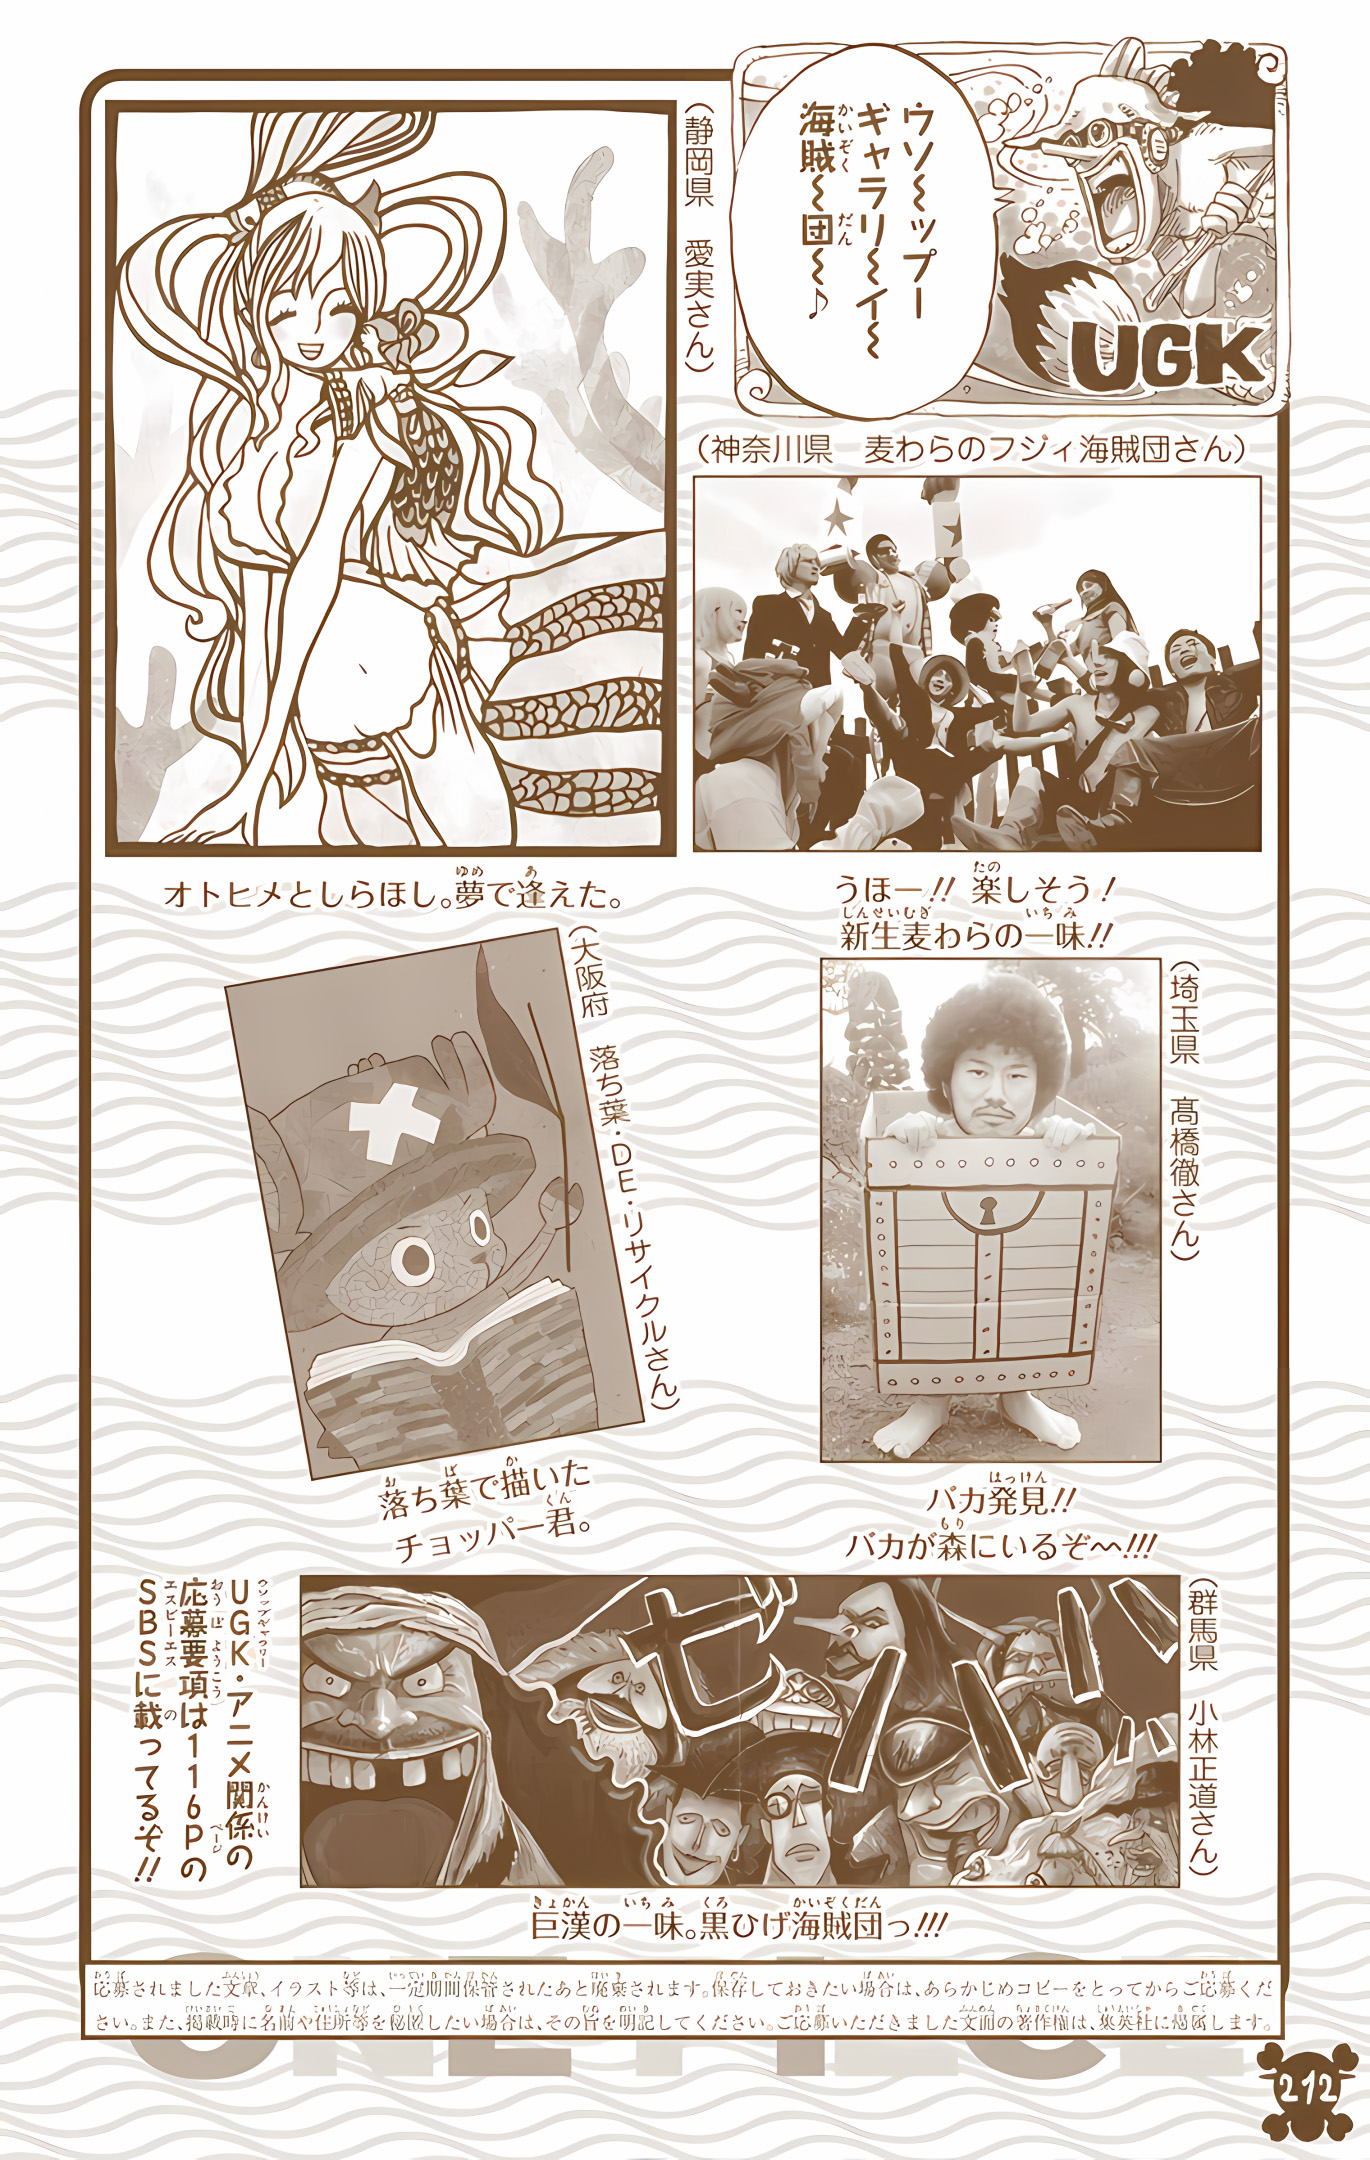 ウソ〜ップー
ギャラリ〜イ〜
海賊〜団〜〜♪
UGK
（静岡県　愛実さん）
オトヒメとしらほし。夢で逢えた。
（神奈川県　麦わらのフジィ海賊団さん）
うほー!! 楽しそう！
新生麦わらの一味!!
（大阪府　落ち葉・DE・リサイクルさん）
落ち葉で描いた
チョッパー君。
（埼玉県　髙橋徹さん）
バカ発見!!
バカが森にいるぞ〜〜!!!
（群馬県　小林正道さん）
ゼハハハ
巨漢の一味。黒ひげ海賊団っ!!!
UGK・アニメ関係の
応募要項は116Pの
SBSに載ってるぞ!!
応募されました文章、イラスト等は、一定期間保管されたあと廃棄されます。保存しておきたい場合は、あらかじめコピーをとってからご応募くだ
さい。また、掲載時に名前や住所等を秘匿したい場合は、その旨を明記してください。ご応募いただきました文面の著作権は、集英社に帰属します。
ONE PIECE
212